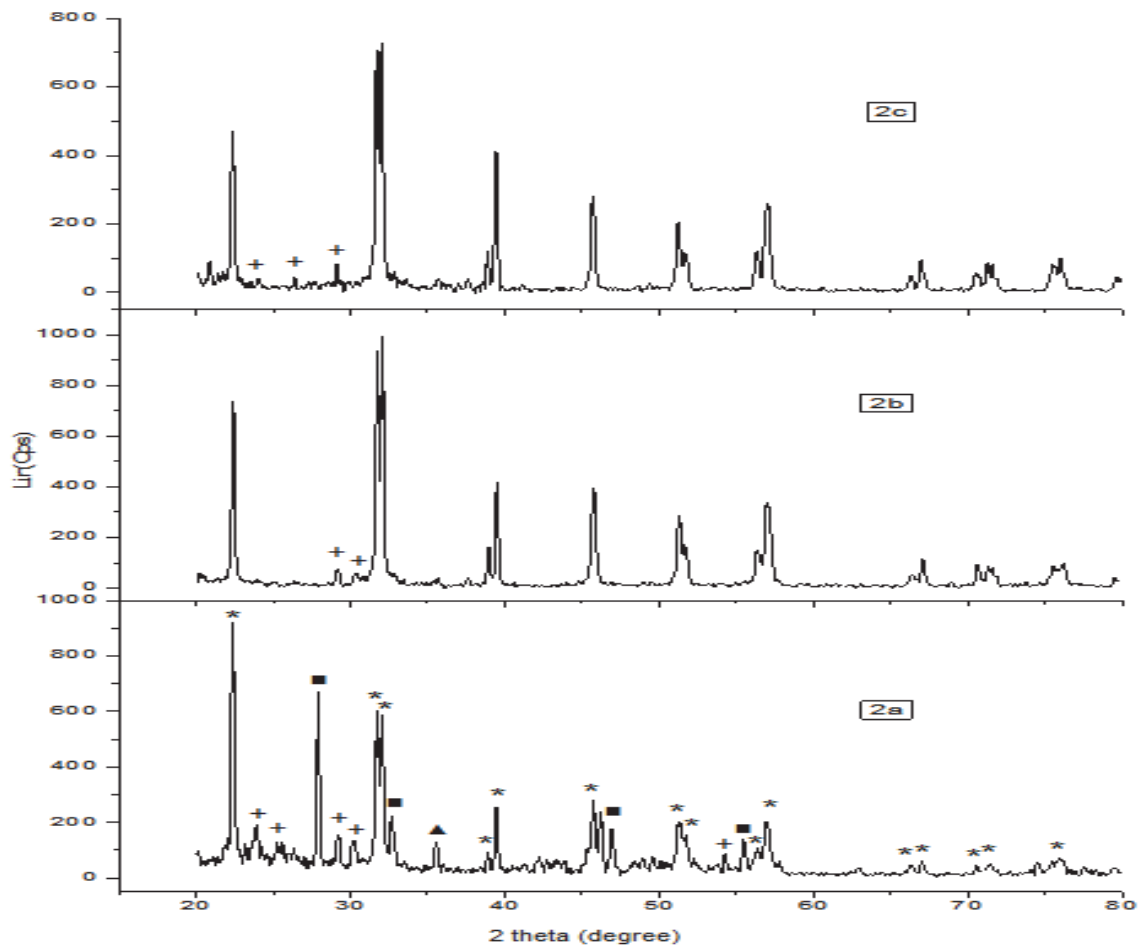 800
600
400
200
0
2c
+ + +
1000
800
600
400
200
0
2b
+ +
Lin(Cps)
1000
800
600
400
200
0
2a
* ■ * * ■ ▲ * * * ■ * * + ■ * * * * * * *
+ + + +
20 30 40 50 60 70 80
2 theta (degree)